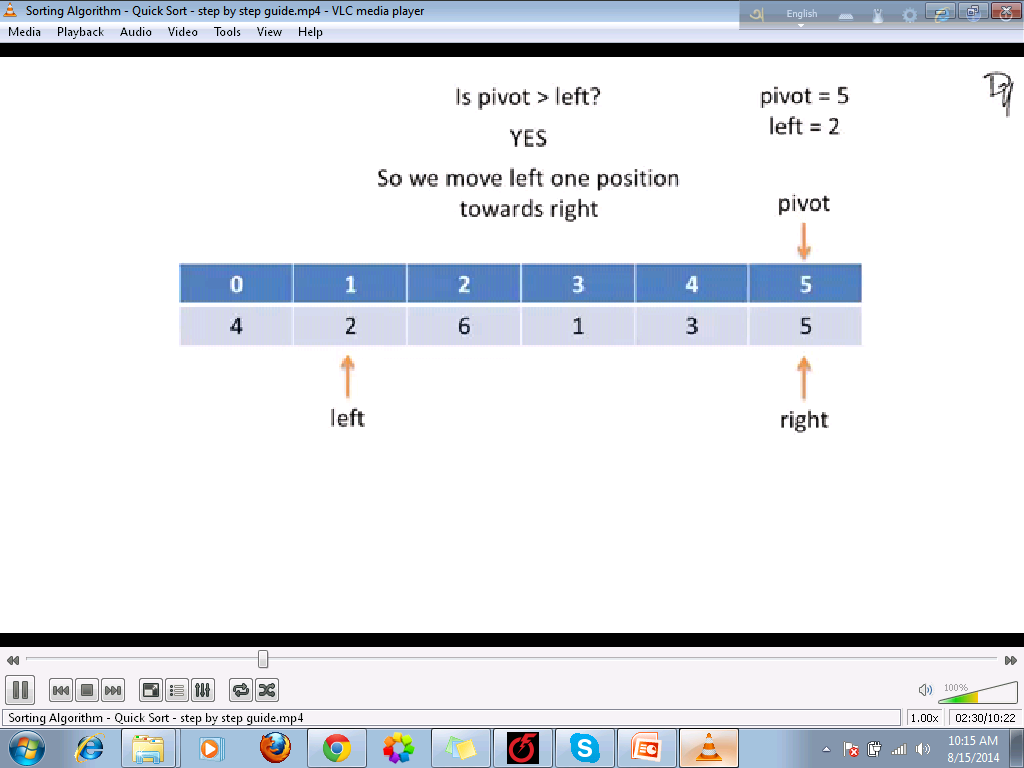 Sorting Algorithm - Quick Sort - step by step guide.mp4 - VLC media player
English
Media Playback Audio Video Tools View Help
Is pivot > left?
YES
So we move left one position
towards right
pivot = 5
left = 2
pivot
0 1 2 3 4 5
4 2 6 1 3 5
left
right
100%
Sorting Algorithm - Quick Sort - step by step guide.mp4
1.00x
02:30/10:22
10:15 AM
8/15/2014